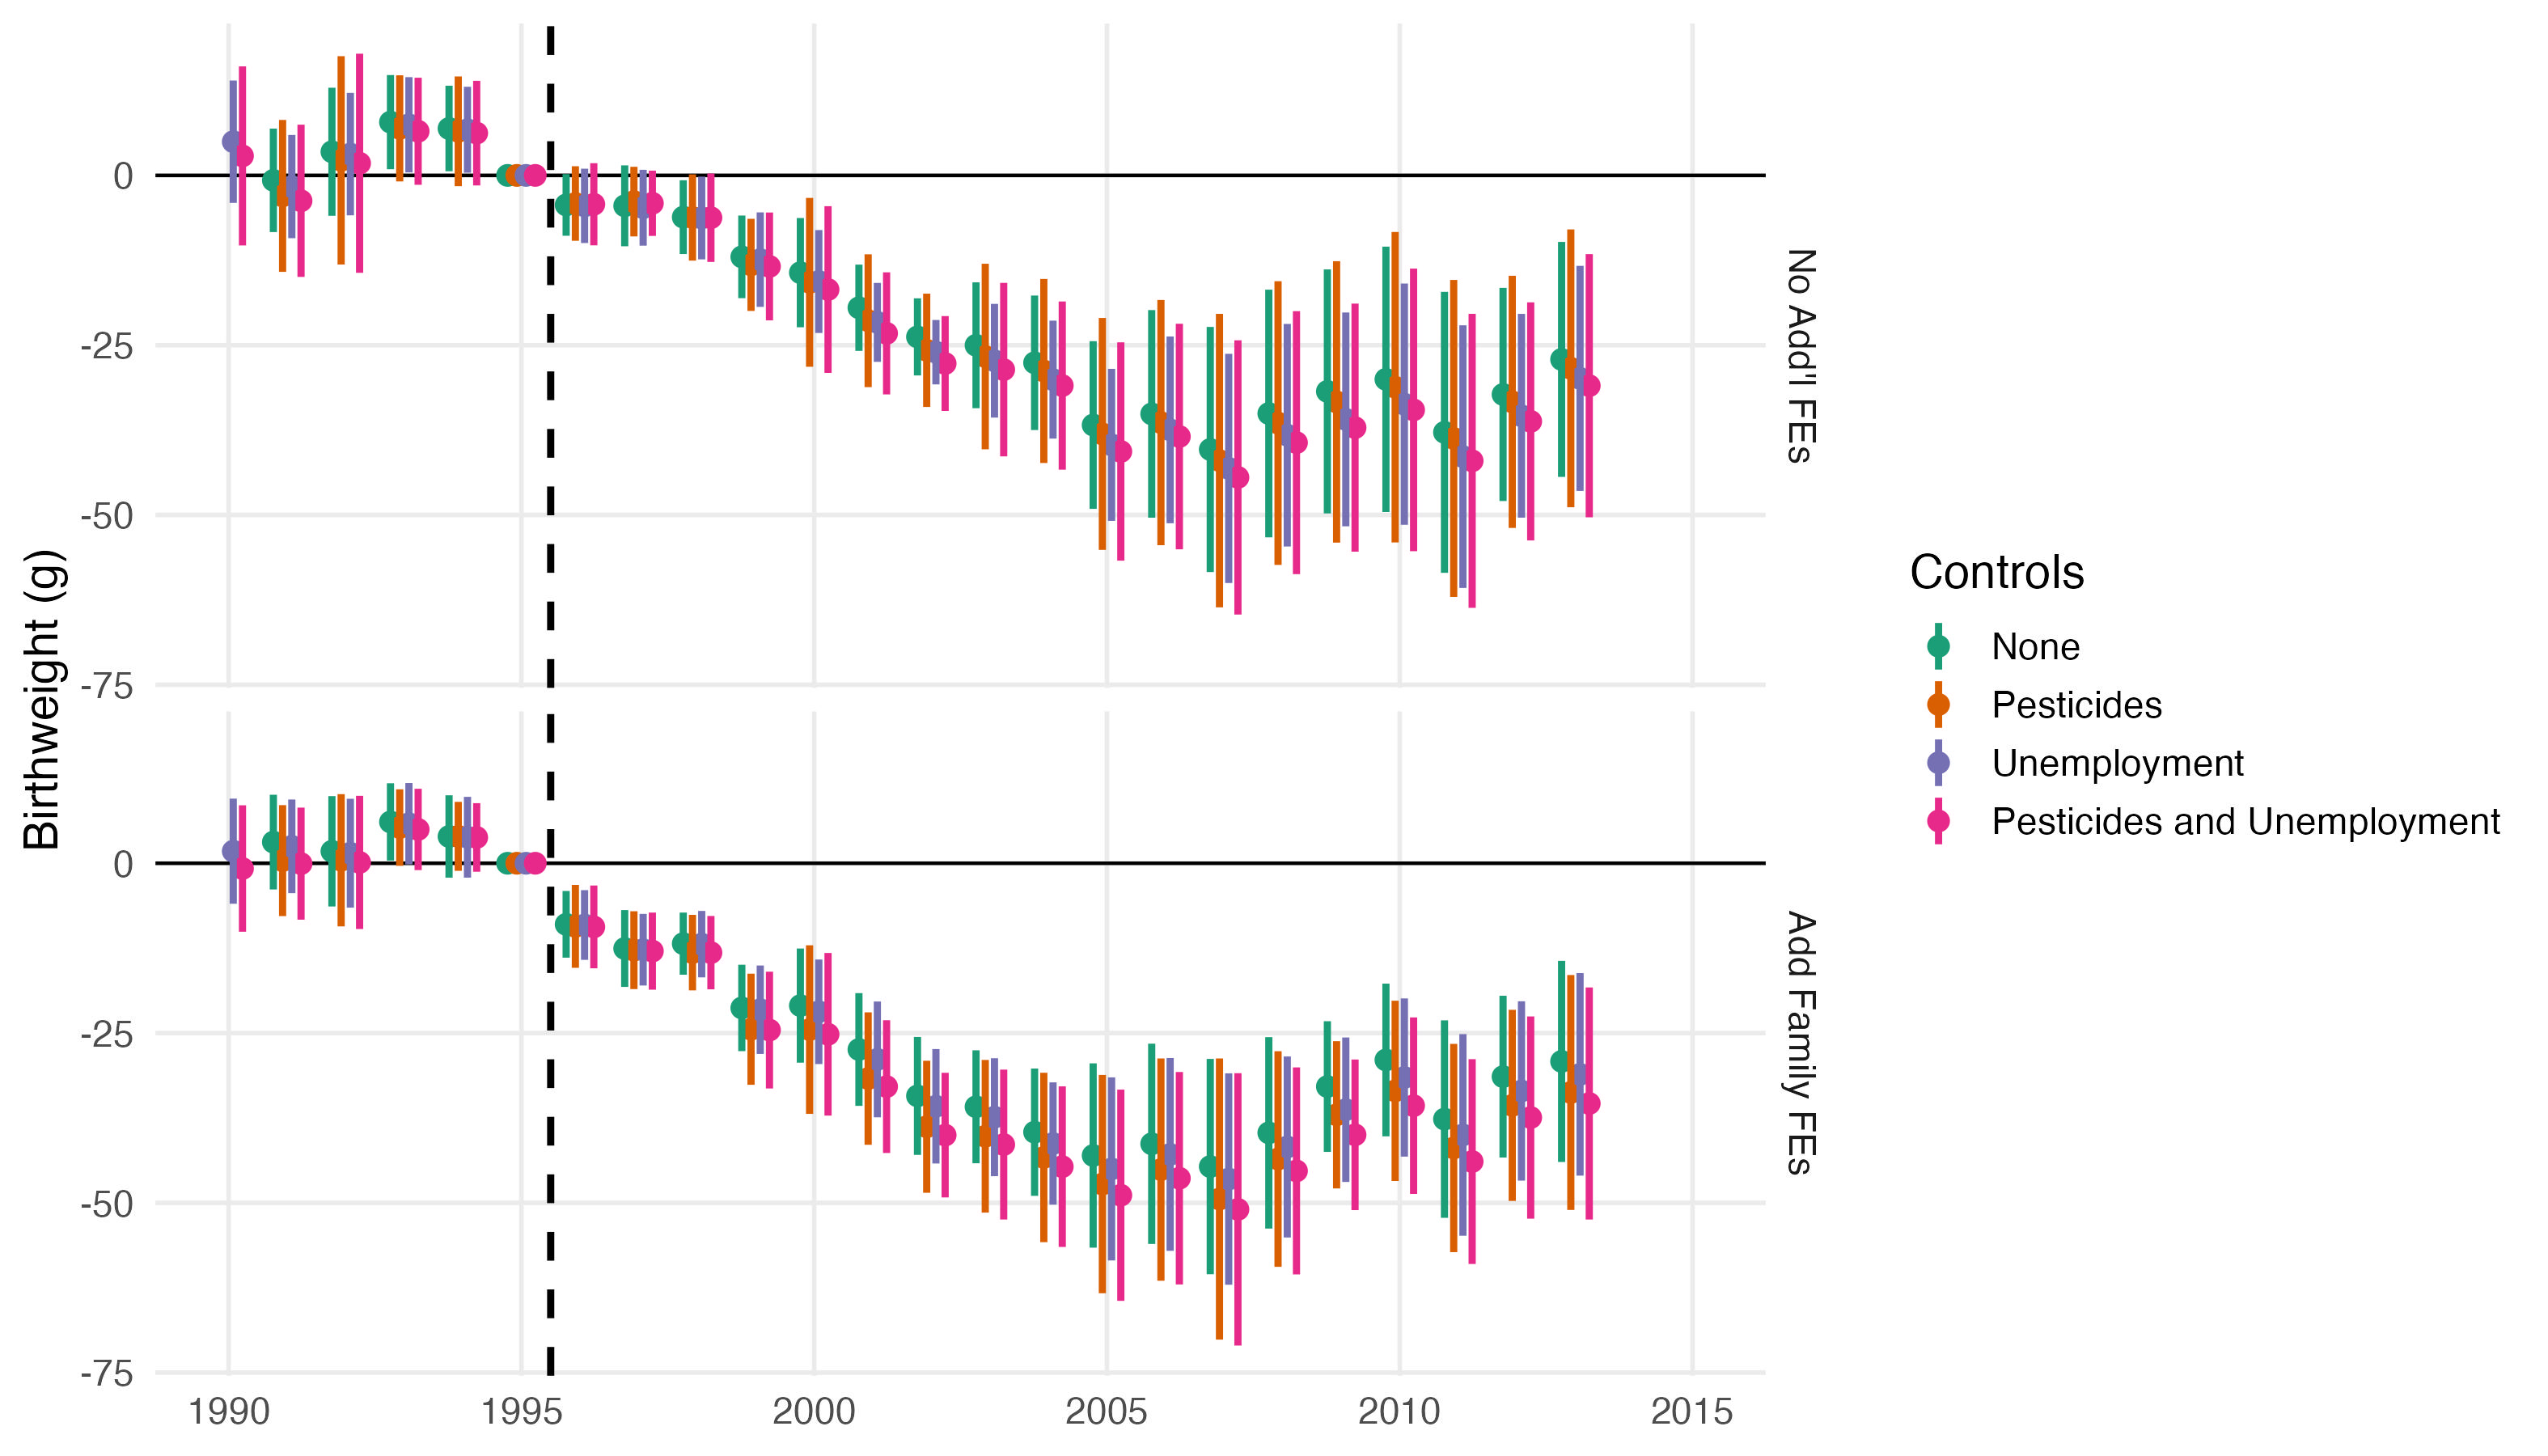 Birthweight (g)
0
-25
-50
-75
No Add'l FEs
0
-25
-50
-75
Add Family FEs
1990 1995 2000 2005 2010 2015
Controls
None
Pesticides
Unemployment
Pesticides and Unemployment